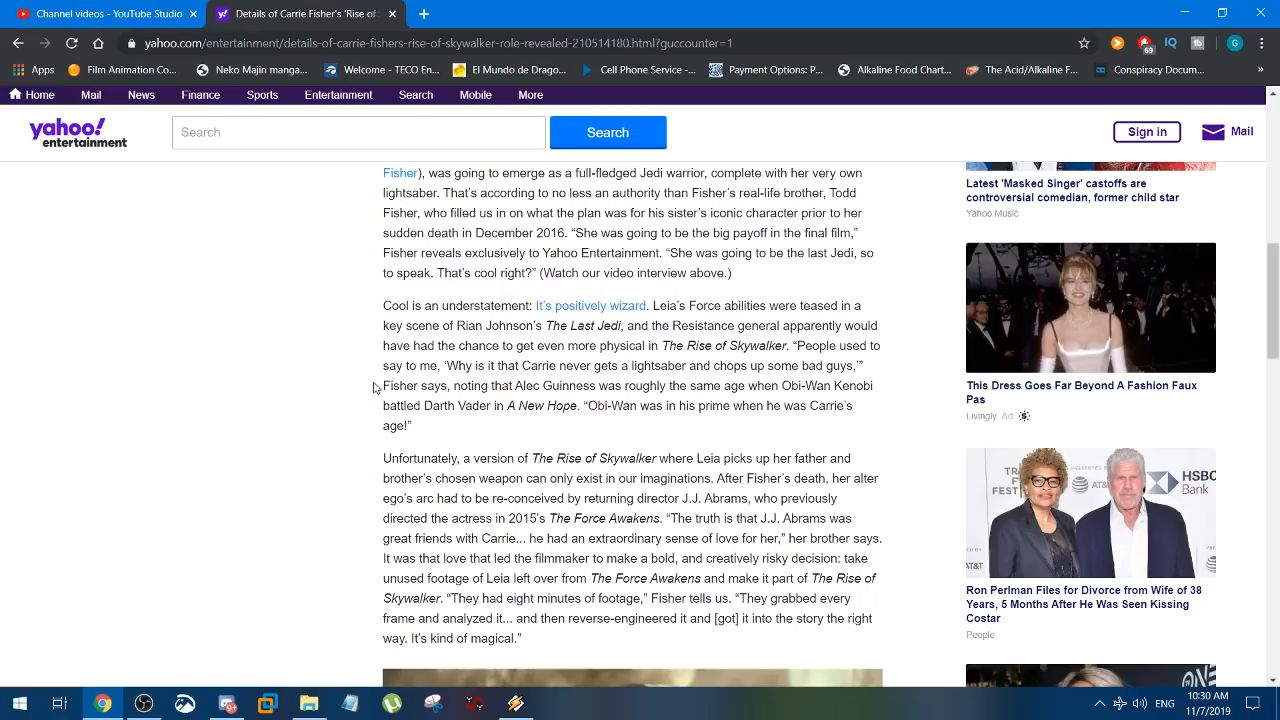 Channel videos - YouTube Studio
Details of Carrie Fisher's 'Rise of
yahoo.com/entertainment/details-of-carrie-fishers-rise-of-skywalker-role-revealed-210514180.html?guccounter=1
69
IQ
G
Apps
Film Animation Co...
Neko Majin manga...
Welcome - TCC| En...
El Mundo de Drago...
Cell Phone Service -...
Payment Options: P...
Alkaline Food Chart...
The Acid/Alkaline F...
Conspiracy Docum...
»
Home Mail News Finance Sports Entertainment Search Mobile More
yahoo!
entertainment
Search
Search
Sign in
Mail
Fisher), is going to emerge as a full-fledged Jedi warrior, complete with her very own
lightsaber. That’s according to no less an authority than Fisher’s real-life brother, Todd
Fisher, who filled us in on what the plan was for his sister’s iconic character prior to her
sudden death in December 2016. “She was going to be the big payoff in the final film,”
Fisher reveals exclusively to Yahoo Entertainment. “She was going to be the last Jedi, so
to speak. That’s cool right?” (Watch our video interview above.)
Cool is an understatement: It’s positively wizard. Leia’s Force abilities were teased in a
key scene of Rian Johnson’s The Last Jedi, and the Resistance general apparently would
have had the chance to get even more physical in The Rise of Skywalker. “People used to
say to me, ‘Why is it that Carrie never gets a lightsaber and chops up some bad guys,’”
Fisher says, noting that Alec Guinness was roughly the same age when Obi-Wan Kenobi
battled Darth Vader in A New Hope. “Obi-Wan was in his prime when he was Carrie’s
age!”
Unfortunately, a version of The Rise of Skywalker where Leia picks up her father and
brother’s chosen weapon can only exist in our imaginations. After Fisher’s death, her alter
ego’s arc had to be re-conceived by returning director J.J. Abrams, who previously
directed the actress in 2015’s The Force Awakens. “The truth is that J.J. Abrams was
great friends with Carrie... he had an extraordinary sense of love for her,” her brother says.
It was that love that led the filmmaker to make a bold, and creatively risky decision: take
unused footage of Leia left over from The Force Awakens and make it part of The Rise of
Skywalker. “They had eight minutes of footage,” Fisher tells us. “They grabbed every
frame and analyzed it... and then reverse-engineered it and [got] it into the story the right
way. It’s kind of magical.”
Latest 'Masked Singer' castoffs are
controversial comedian, former child star
Yahoo Music
This Dress Goes Far Beyond A Fashion Faux
Pas
Livingly Ad
TRI
FILM
FEST
PRESENTED BY
AT&T
HSBC
Bank
AT&T
Ron Perlman Files for Divorce from Wife of 38
Years, 5 Months After He Was Seen Kissing
Costar
People
ENG
10:30 AM
11/7/2019